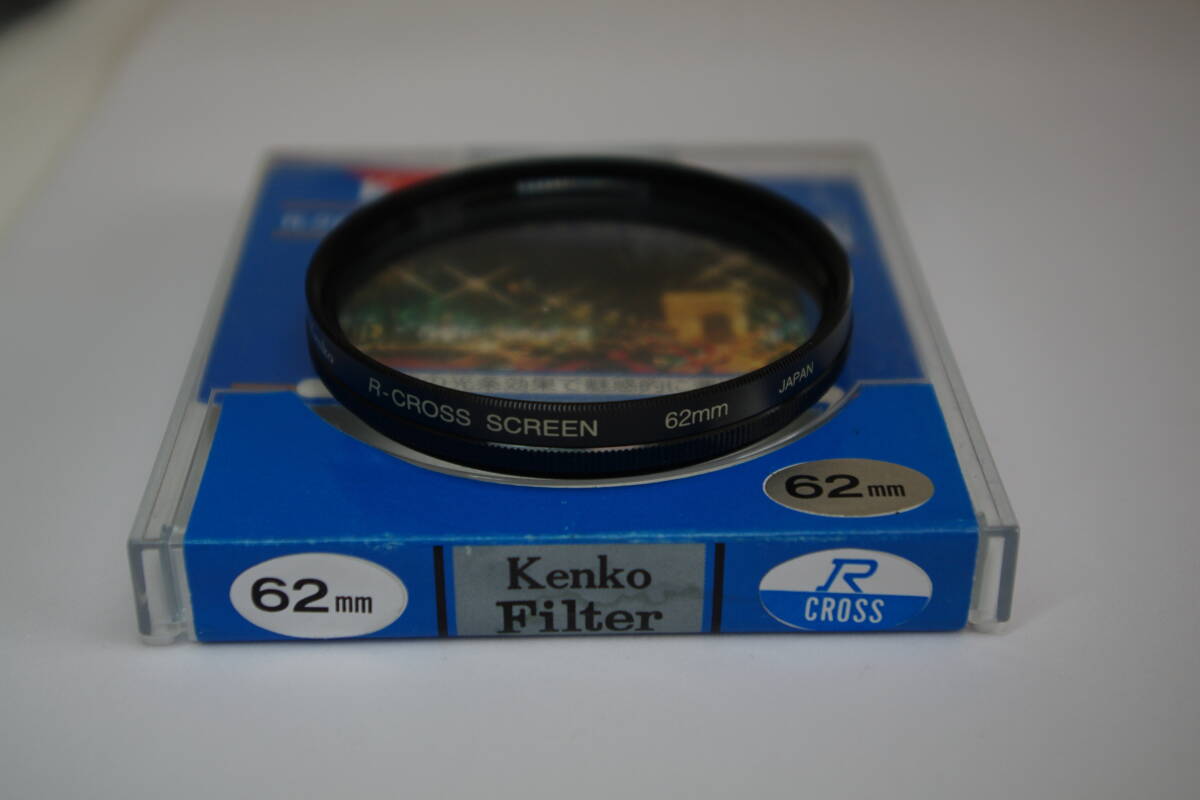 R-CROSS SCREEN 62mm JAPAN
62mm
62mm
Kenko
Filter
R
CROSS